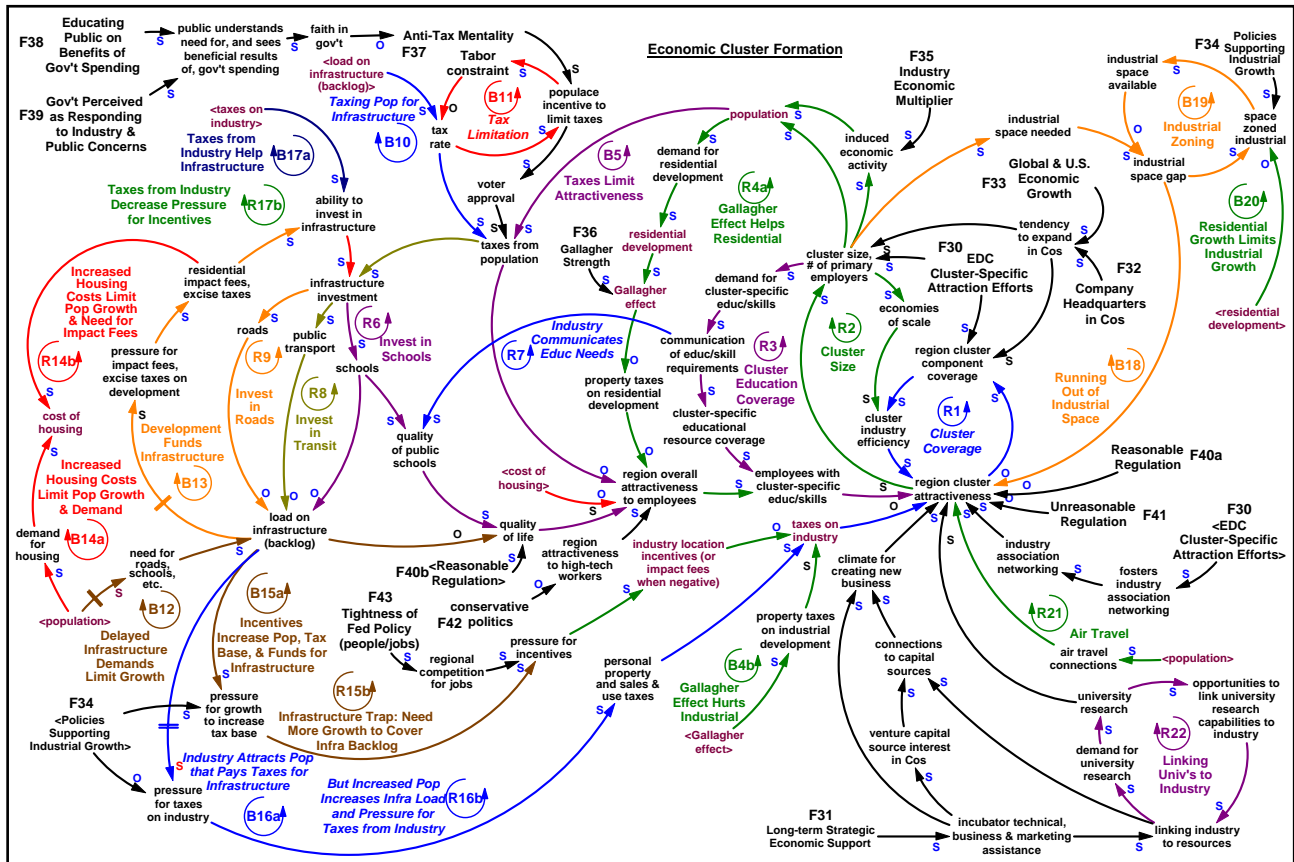 Economic Cluster Formation
F38
Educating
Public on
Benefits of
Gov't Spending
public understands
need for, and sees
beneficial results
of, gov't spending
faith in
gov't
Anti-Tax Mentality
F37
F39
Gov't Perceived
as Responding
to Industry &
Public Concerns
<load on
infrastructure
(backlog)>
Tabor
constraint
B11
Tax
Limitation
populace
incentive to
limit taxes
Taxing Pop for
Infrastructure
B10
tax
rate
voter
approval
taxes from
population
<taxes on
industry>
Taxes from
Industry Help
Infrastructure
B17a
Taxes from Industry
Decrease Pressure
for Incentives
R17b
ability to
invest in
infrastructure
infrastructure
investment
residential
impact fees,
excise taxes
Increased
Housing
Costs Limit
Pop Growth
& Need for
Impact Fees
R14b
pressure for
impact fees,
excise taxes on
development
roads
R9
Invest
in
Roads
public
transport
R8
Invest
in
Transit
R6
Invest in
Schools
schools
quality
of public
schools
cost of
housing
Development
Funds
Infrastructure
B13
Increased
Housing Costs
Limit Pop Growth
& Demand
B14a
demand
for
housing
<population>
need for
roads,
schools,
etc.
B12
Delayed
Infrastructure
Demands
Limit Growth
load on
infrastructure
(backlog)
B15a
Incentives
Increase Pop, Tax
Base, & Funds for
Infrastructure
pressure
for growth
to increase
tax base
R15b
Infrastructure Trap: Need
More Growth to Cover
Infra Backlog
F34
<Policies
Supporting
Industrial Growth>
pressure
for taxes
on industry
Industry Attracts Pop
that Pays Taxes for
Infrastructure
B16a
But Increased Pop
Increases Infra Load
and Pressure for
Taxes from Industry
R16b
F43
Tightness of
Fed Policy
(people/jobs)
regional
competition
for jobs
pressure for
incentives
F42
conservative
politics
region
attractiveness
to high-tech
workers
F40b
<Reasonable
Regulation>
quality
of life
<cost of
housing>
region overall
attractiveness
to employees
industry location
incentives (or
impact fees
when negative)
personal
property
and sales &
use taxes
taxes on
industry
property taxes
on industrial
development
B4b
Gallagher
Effect Hurts
Industrial
<Gallagher
effect>
population
B5
Taxes Limit
Attractiveness
demand for
residential
development
R4a
Gallagher
Effect Helps
Residential
F36
Gallagher
Strength
residential
development
Gallagher
effect
property taxes
on residential
development
R7
Industry
Communicates
Educ Needs
demand for
cluster-specific
educ/skills
communication
of educ/skill
requirements
R3
Cluster
Education
Coverage
cluster-specific
educational
resource coverage
employees with
cluster-specific
educ/skills
F35
Industry
Economic
Multiplier
induced
economic
activity
cluster size,
# of primary
employers
R2
Cluster
Size
economies
of scale
cluster
industry
efficiency
F30
EDC
Cluster-Specific
Attraction Efforts
region cluster
component
coverage
R1
Cluster
Coverage
region cluster
attractiveness
F33
Global & U.S.
Economic
Growth
tendency
to expand
in Cos
F32
Company
Headquarters
in Cos
industrial
space needed
industrial
space
available
F34
Policies
Supporting
Industrial
Growth
B19
Industrial
Zoning
space
zoned
industrial
industrial
space gap
B20
Residential
Growth Limits
Industrial
Growth
<residential
development>
B18
Running
Out of
Industrial
Space
Reasonable
Regulation
F40a
Unreasonable
Regulation
F41
F30
<EDC
Cluster-Specific
Attraction Efforts>
industry
association
networking
fosters
industry
association
networking
R21
Air Travel
air travel
connections
<population>
climate for
creating new
business
connections
to capital
sources
venture capital
source interest
in Cos
university
research
opportunities to
link university
research
capabilities to
industry
demand for
university
research
R22
Linking
Univ's to
Industry
F31
Long-term Strategic
Economic Support
incubator technical,
business & marketing
assistance
linking industry
to resources